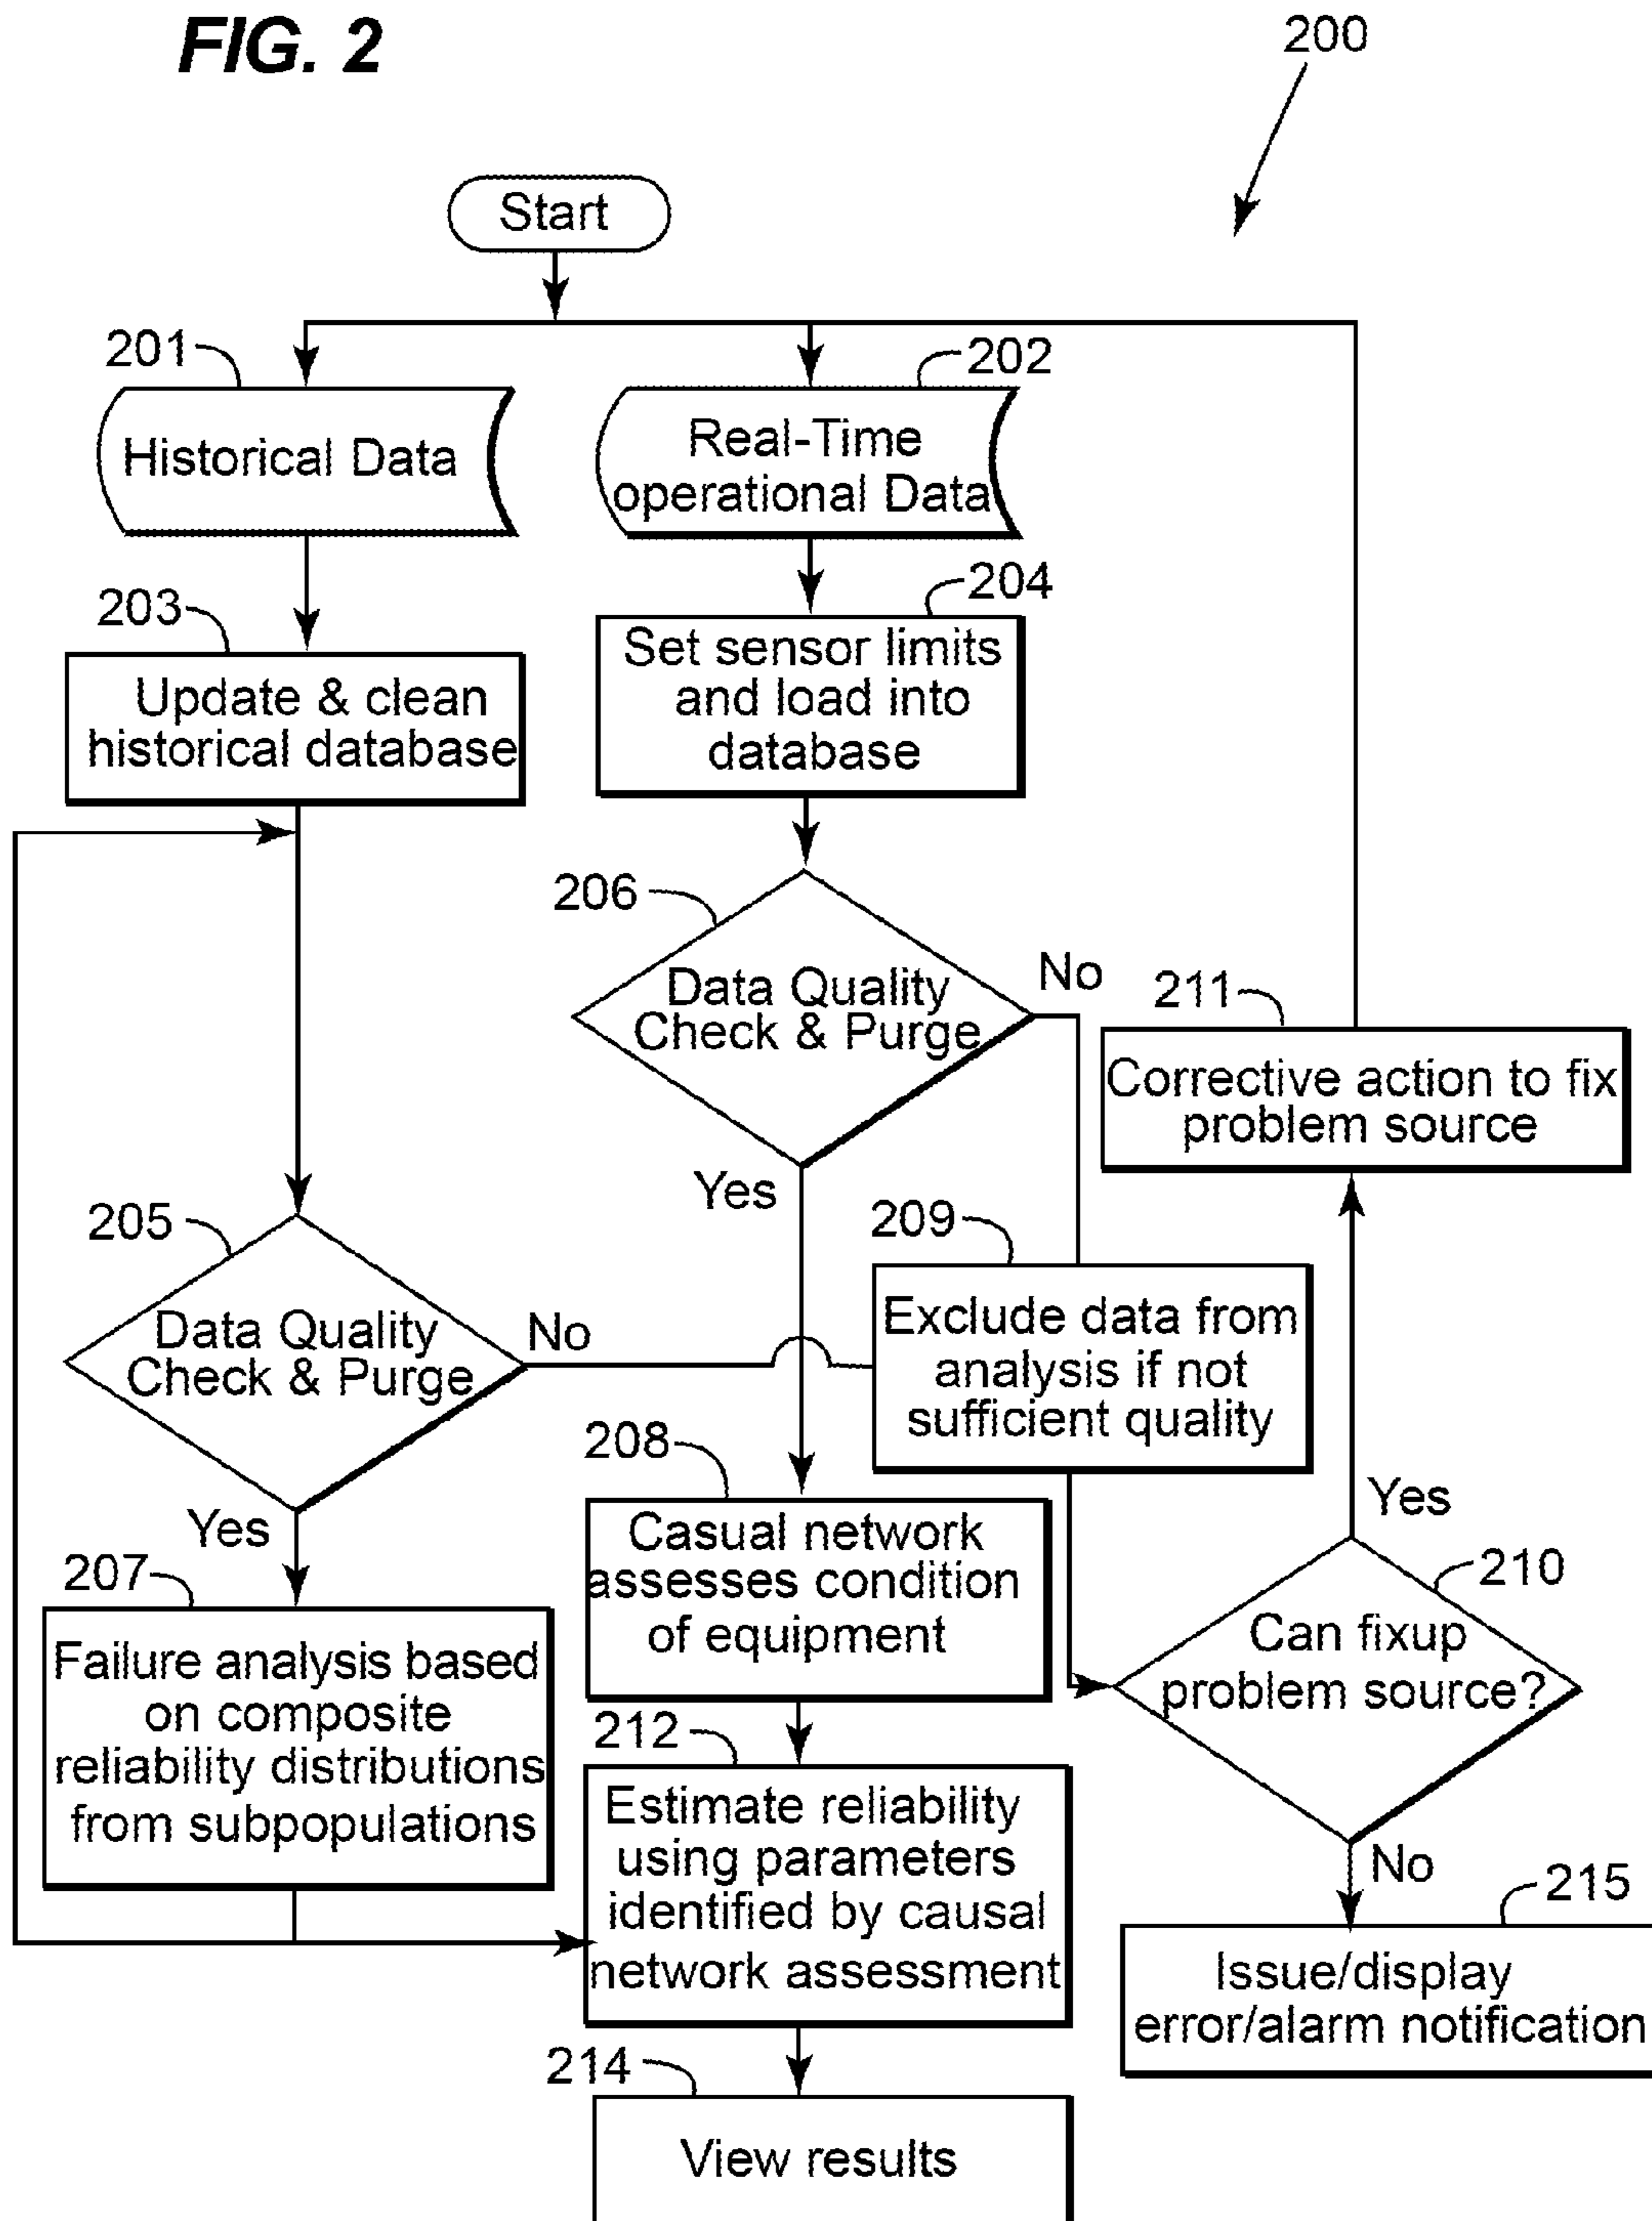 FIG. 2
200
Start
201
Historical Data
202
Real-Time
operational Data
203
Update & clean
historical database
204
Set sensor limits
and load into
database
206
Data Quality
Check & Purge
No
Yes
211
Corrective action to fix
problem source
205
Data Quality
Check & Purge
No
Yes
209
Exclude data from
analysis if not
sufficient quality
208
Casual network
assesses condition
of equipment
Yes
210
Can fixup
problem source?
No
207
Failure analysis based
on composite
reliability distributions
from subpopulations
212
Estimate reliability
using parameters
identified by causal
network assessment
215
Issue/display
error/alarm notification
214
View results